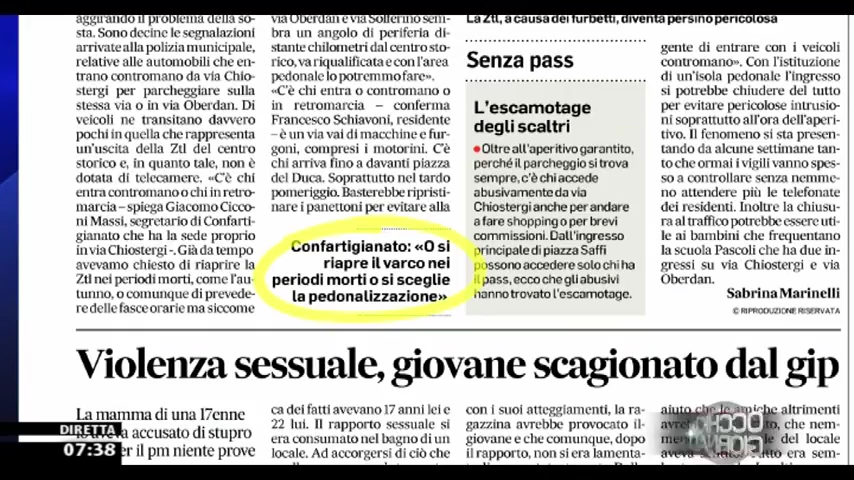 aggirando il problema della so-
sta. Sono decine le segnalazioni
arrivate alla polizia municipale,
relative alle automobili che en-
trano contromano da via Chio-
stergi per parcheggiare sulla
stessa via o in via Oberdan. Di
veicoli ne transitano davvero
pochi in quella che rappresenta
un'uscita della Ztl del centro
storico e, in quanto tale, non è
dotata di telecamere. «C'è chi
entra contromano o chi in retro-
marcia – spiega Giacomo Cicco-
ni Massi, segretario di Confarti-
gianato che ha la sede proprio
in via Chiostergi -. Già da tempo
avevamo chiesto di riaprire la
Ztl nei periodi morti, come l'au-
tunno, o comunque di prevede-
re delle fasce orarie ma siccome
via Oberdan e via Solferino sem-
bra un angolo di periferia di-
stante chilometri dal centro sto-
rico, va riqualificata e con l'area
pedonale lo potremmo fare».
«C'è chi entra o contromano o
in retromarcia – conferma
Francesco Schiavoni, residente
– è un via vai di macchine e fur-
goni, compresi i motorini. C'è
chi arriva fino a davanti piazza
del Duca. Soprattutto nel tardo
pomeriggio. Basterebbe ripristi-
nare i panettoni per evitare alla
Confartigianato: «O si
riapre il varco nei
periodi morti o si sceglie
la pedonalizzazione»
La Ztl, a causa dei furbetti, diventa persino pericolosa
Senza pass
L'escamotage
degli scaltri
Oltre all'aperitivo garantito,
perché il parcheggio si trova
sempre, c'è chi accede
abusivamente da via
Chiostergi anche per andare
a fare shopping o per brevi
commissioni. Dall'ingresso
principale di piazza Saffi
possono accedere solo chi ha
il pass, ecco che gli abusivi
hanno trovato l'escamotage.
gente di entrare con i veicoli
contromano». Con l'istituzione
di un'isola pedonale l'ingresso
si potrebbe chiudere del tutto
per evitare pericolose intrusio-
ni soprattutto all'ora dell'aperi-
tivo. Il fenomeno si sta presen-
tando da alcune settimane tan-
to che ormai i vigili vanno spes-
so a controllare senza nemme-
no attendere più le telefonate
dei residenti. Inoltre la chiusu-
ra al traffico potrebbe essere uti-
le ai bambini che frequentano
la scuola Pascoli che ha due in-
gressi su via Chiostergi e via
Oberdan.
Sabrina Marinelli
© RIPRODUZIONE RISERVATA
Violenza sessuale, giovane scagionato dal gip
La mamma di una 17enne
aveva accusato di stupro
per il pm niente prove
ca dei fatti avevano 17 anni lei e
22 lui. Il rapporto sessuale si
era consumato nel bagno di un
locale. Ad accorgersi di ciò che
con i suoi atteggiamenti, la ra-
gazzina avrebbe provocato il
giovane e che comunque, dopo
il rapporto, non si era lamenta-
aiuto che le amiche altrimenti
che nem-
del locale
era sem-
DIRETTA
07:38